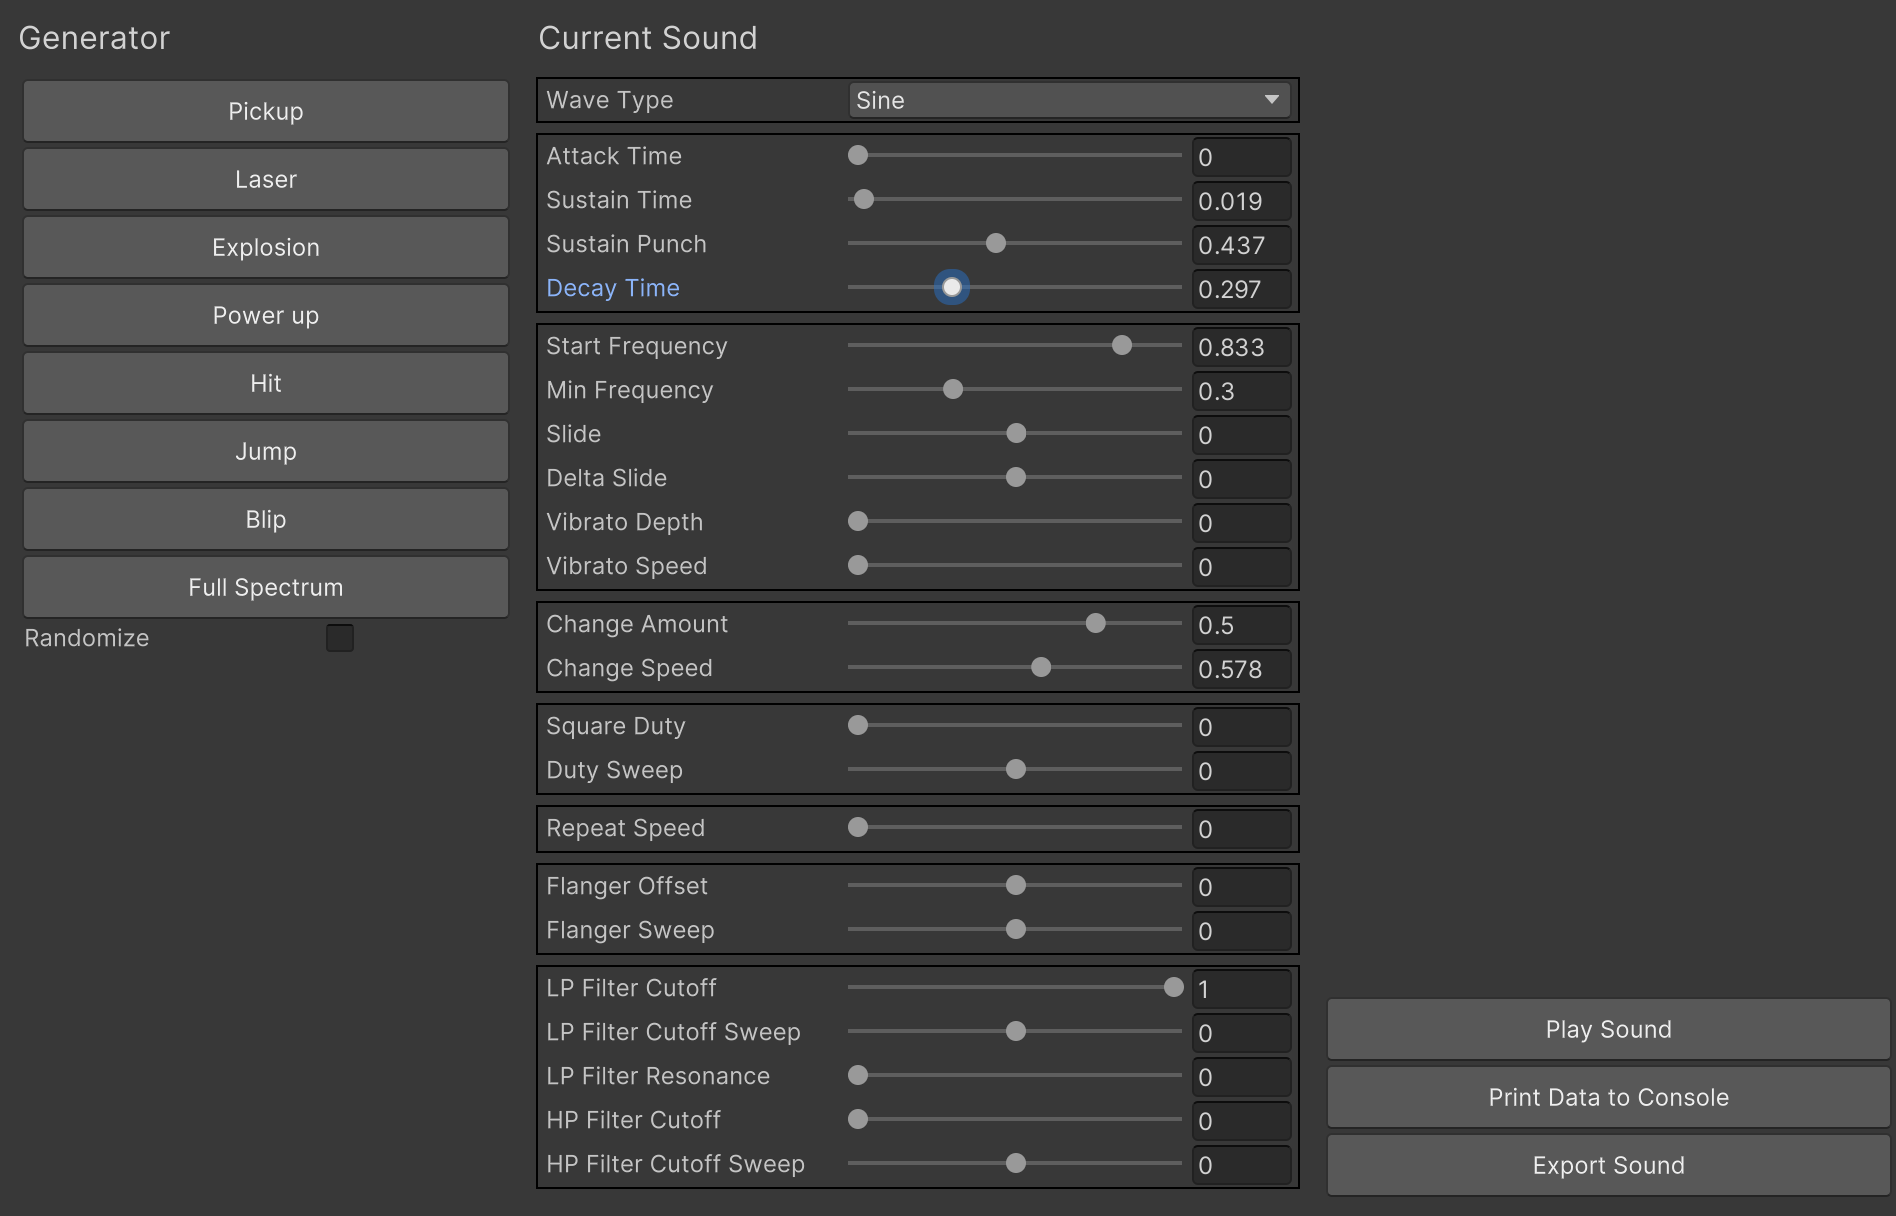 Generator
Pickup
Laser
Explosion
Power up
Hit
Jump
Blip
Full Spectrum
Randomize
Current Sound
Wave Type Sine
Attack Time 0
Sustain Time 0.019
Sustain Punch 0.437
Decay Time 0.297
Start Frequency 0.833
Min Frequency 0.3
Slide 0
Delta Slide 0
Vibrato Depth 0
Vibrato Speed 0
Change Amount 0.5
Change Speed 0.578
Square Duty 0
Duty Sweep 0
Repeat Speed 0
Flanger Offset 0
Flanger Sweep 0
LP Filter Cutoff 1
LP Filter Cutoff Sweep 0
LP Filter Resonance 0
HP Filter Cutoff 0
HP Filter Cutoff Sweep 0
Play Sound
Print Data to Console
Export Sound